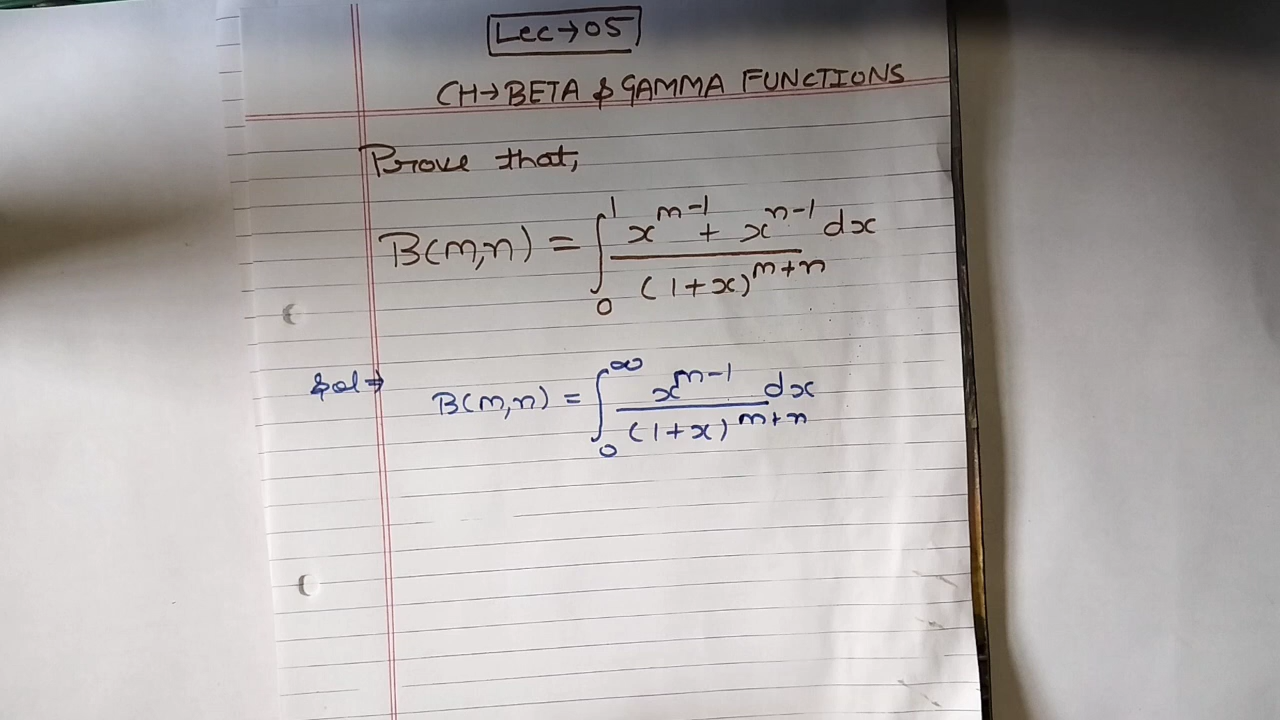 Lec→05
CH→BETA & GAMMA FUNCTIONS
Prove that,
B(m,n) = ∫₀¹ (x^(m-1) + x^(n-1))/(1+x)^(m+n) dx
Sol⇒ B(m,n) = ∫₀^∞ x^(m-1)/(1+x)^(m+n) dx